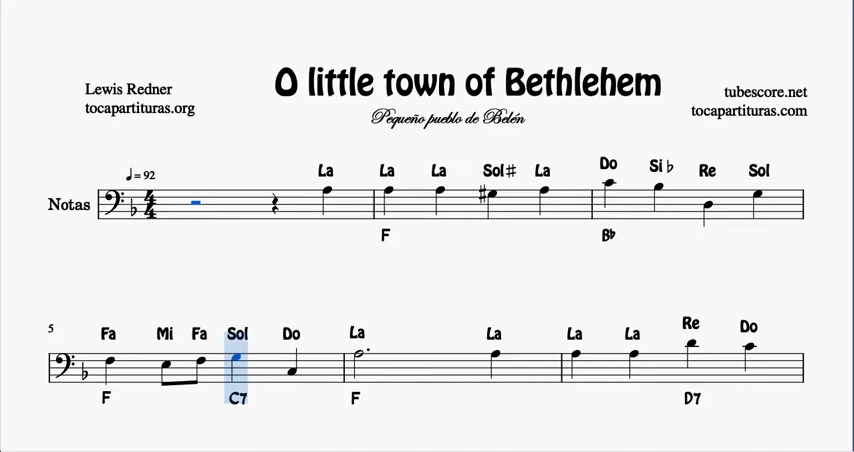 O little town of Bethlehem
Lewis Redner
tocapartituras.org
tubescore.net
tocapartituras.com
Pequeño pueblo de Belén
♩ = 92
La La La Sol♯ La Do Si♭ Re Sol
Notas
4
4
F B♭
5
Fa Mi Fa Sol Do La La La La Re Do
F C7 F D7